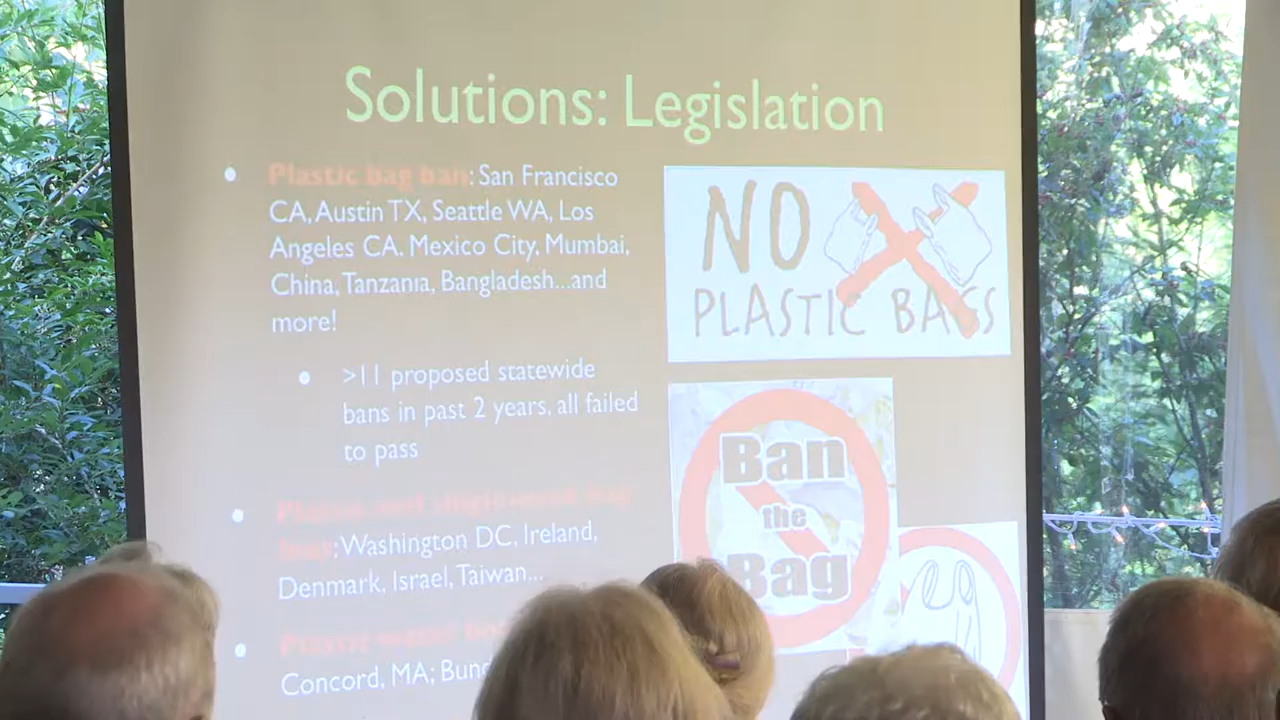 Solutions: Legislation
Plastic bag ban: San Francisco
CA, Austin TX, Seattle WA, Los
Angeles CA. Mexico City, Mumbai,
China, Tanzania, Bangladesh...and
more!
>11 proposed statewide
bans in past 2 years, all failed
to pass
: Washington DC, Ireland,
Denmark, Israel, Taiwan...
Plastic water
Concord, MA;
NO
PLASTIC BAGS
Ban
the
Bag